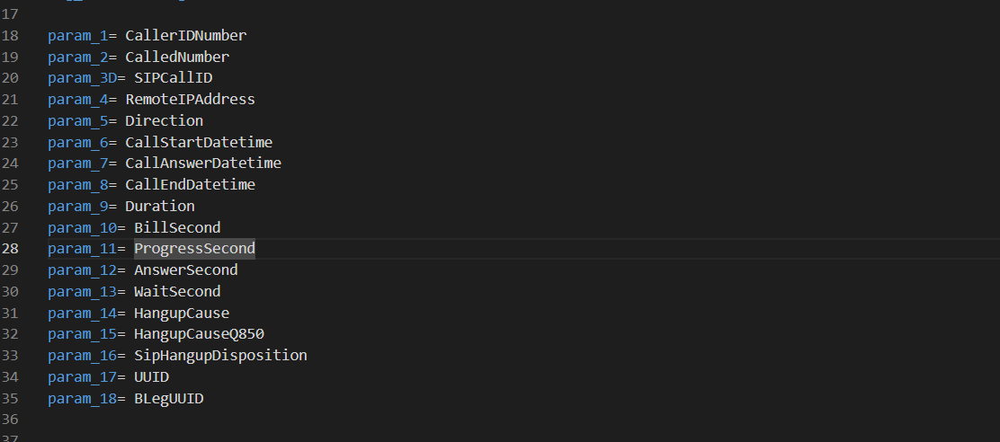 17
18 param_1= CallerIDNumber
19 param_2= CalledNumber
20 param_3D= SIPCallID
21 param_4= RemoteIPAddress
22 param_5= Direction
23 param_6= CallStartDatetime
24 param_7= CallAnswerDatetime
25 param_8= CallEndDatetime
26 param_9= Duration
27 param_10= BillSecond
28 param_11= ProgressSecond
29 param_12= AnswerSecond
30 param_13= WaitSecond
31 param_14= HangupCause
32 param_15= HangupCauseQ850
33 param_16= SipHangupDisposition
34 param_17= UUID
35 param_18= BLegUUID
36
37